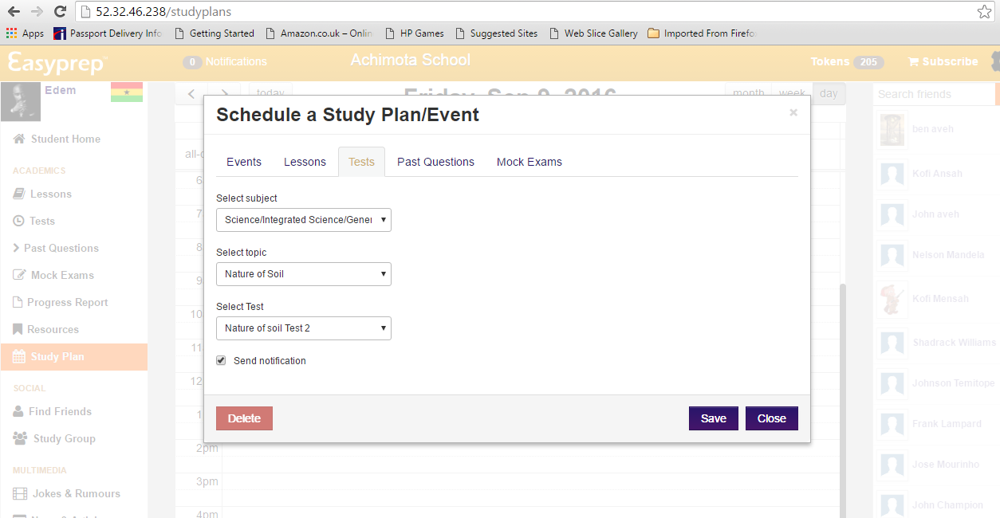 52.32.46.238/studyplans
Apps Passport Delivery Info Getting Started Amazon.co.uk – Onlin HP Games Suggested Sites Web Slice Gallery Imported From Firefo
Easyprep 0 Notifications Achimota School Tokens 205 Subscribe
Edem
Student Home
ACADEMICS
Lessons
Tests
Past Questions
Mock Exams
Progress Report
Resources
Study Plan
SOCIAL
Find Friends
Study Group
MULTIMEDIA
Jokes & Rumours
today Friday, Sep 9, 2016 month week day
all-d
6
7
8
9
10
11
12
1
2pm
3pm
4pm
Schedule a Study Plan/Event ×
Events Lessons Tests Past Questions Mock Exams
Select subject
Science/Integrated Science/Gener
Select topic
Nature of Soil
Select Test
Nature of soil Test 2
Send notification
Delete Save Close
Search friends
ben aveh
Kofi Ansah
John aveh
Nelson Mandela
Kofi Mensah
Shadrack Williams
Johnson Temitope
Frank Lampard
Jose Mourinho
John Champion